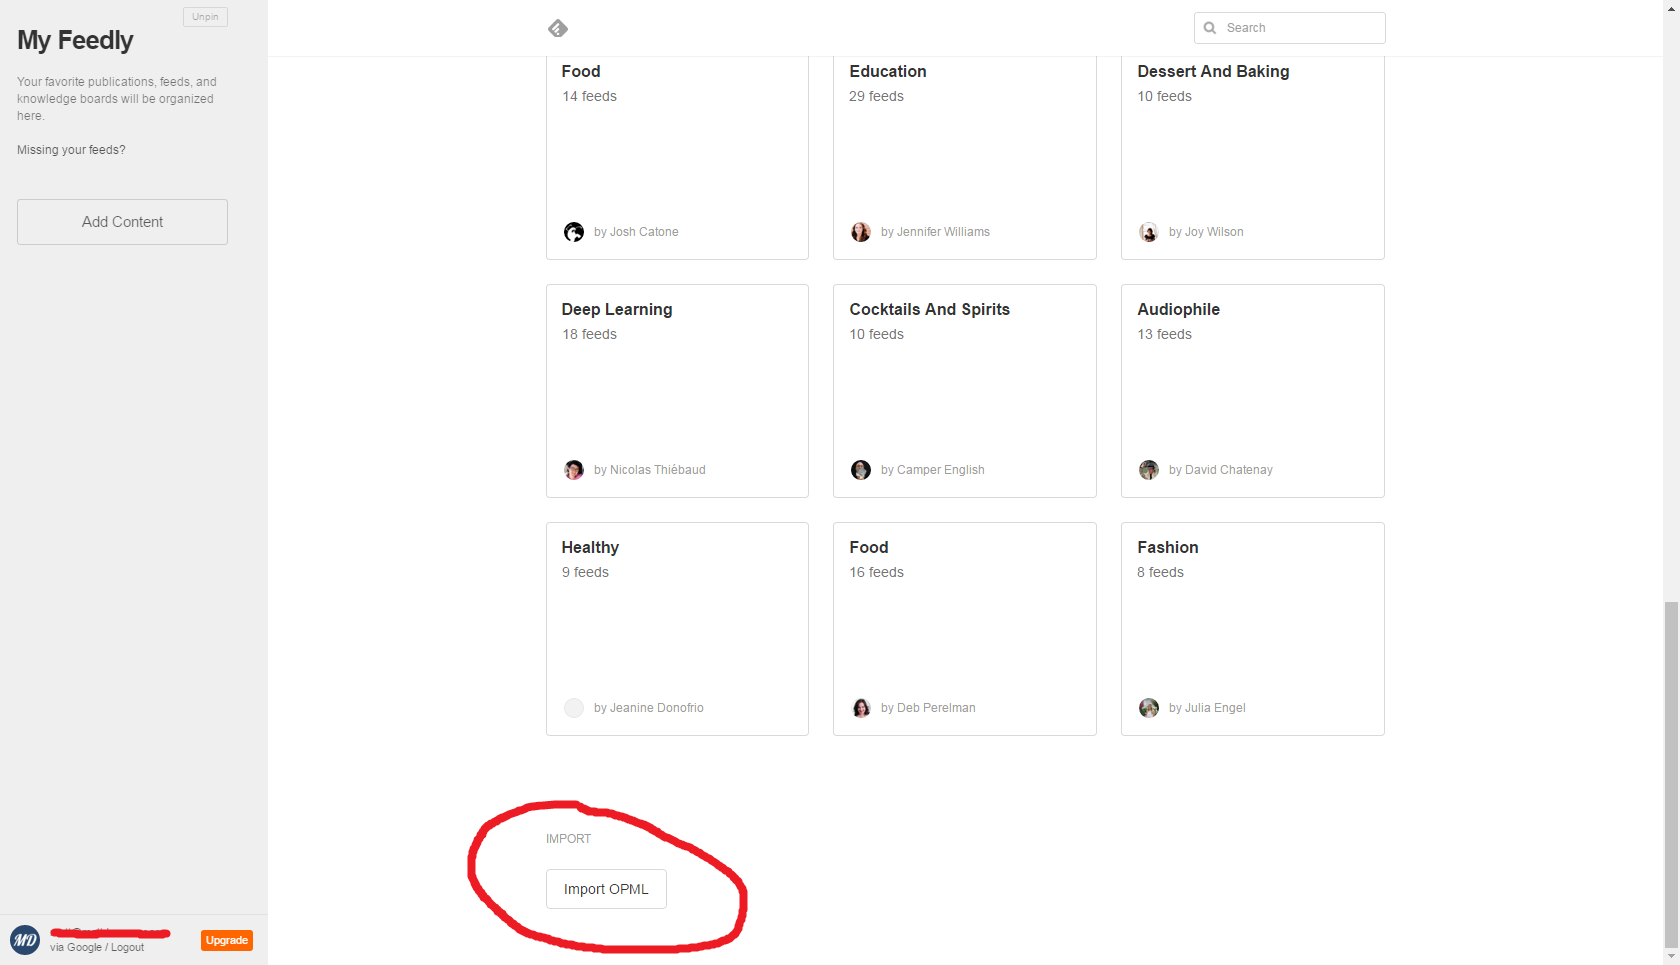 Unpin
My Feedly
Your favorite publications, feeds, and
knowledge boards will be organized
here.
Missing your feeds?
Add Content
MD
via Google / Logout
Upgrade
Search
Food
14 feeds
by Josh Catone
Education
29 feeds
by Jennifer Williams
Dessert And Baking
10 feeds
by Joy Wilson
Deep Learning
18 feeds
by Nicolas Thiébaud
Cocktails And Spirits
10 feeds
by Camper English
Audiophile
13 feeds
by David Chatenay
Healthy
9 feeds
by Jeanine Donofrio
Food
16 feeds
by Deb Perelman
Fashion
8 feeds
by Julia Engel
IMPORT
Import OPML